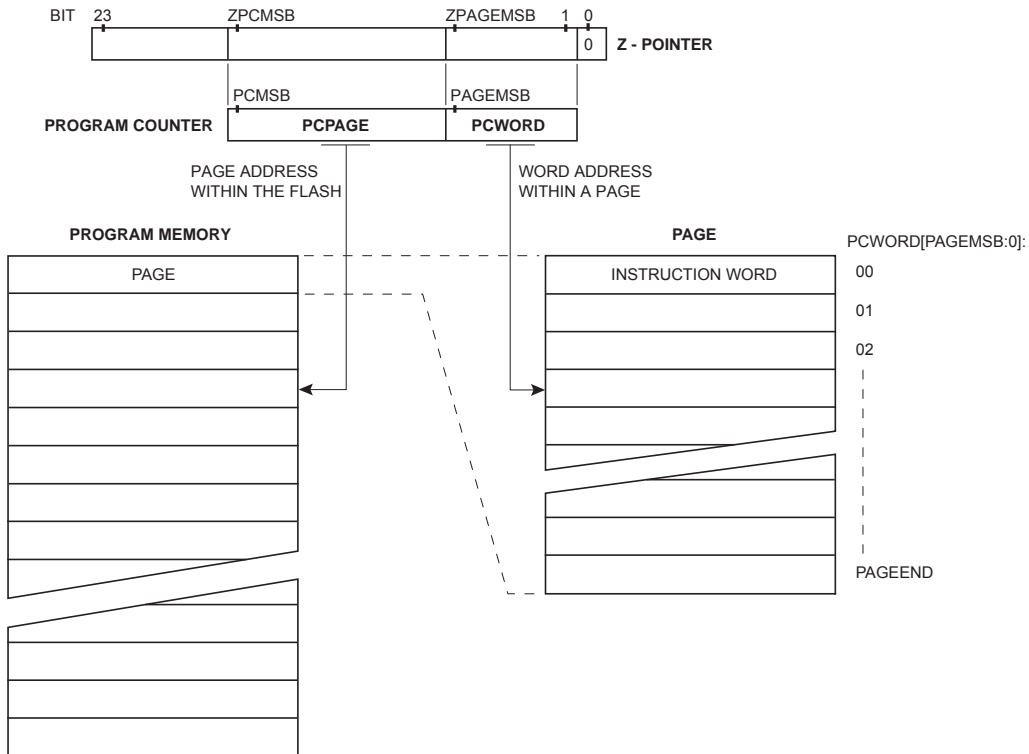 BIT 23 ZPCMSB ZPAGEMSB 1 0
0 Z - POINTER
PCMSB PAGEMSB
PROGRAM COUNTER PCPAGE PCWORD
PAGE ADDRESS
WITHIN THE FLASH
WORD ADDRESS
WITHIN A PAGE
PROGRAM MEMORY
PAGE
PAGE
INSTRUCTION WORD
PCWORD[PAGEMSB:0]:
00
01
02
PAGEEND